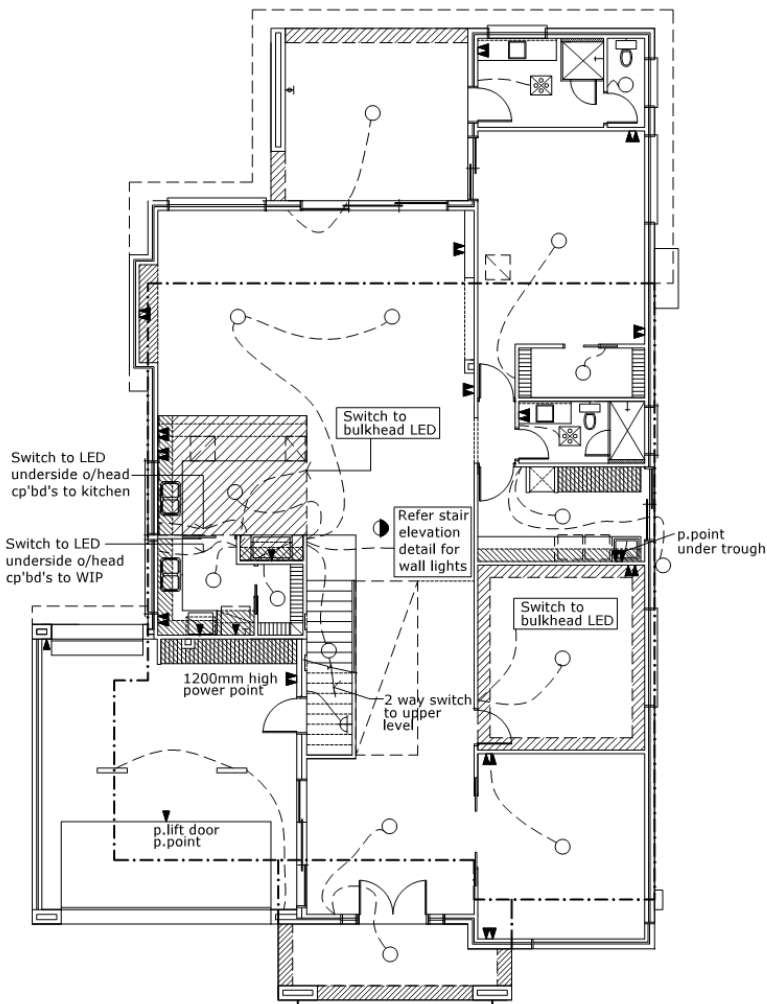 Switch to
bulkhead LED
Switch to LED
underside o/head
cp'bd's to kitchen
Refer stair
elevation
detail for
wall lights
Switch to LED
underside o/head
cp'bd's to WIP
p.point
under trough
Switch to
bulkhead LED
1200mm high
power point
2 way switch
to upper
level
p.lift door
p.point